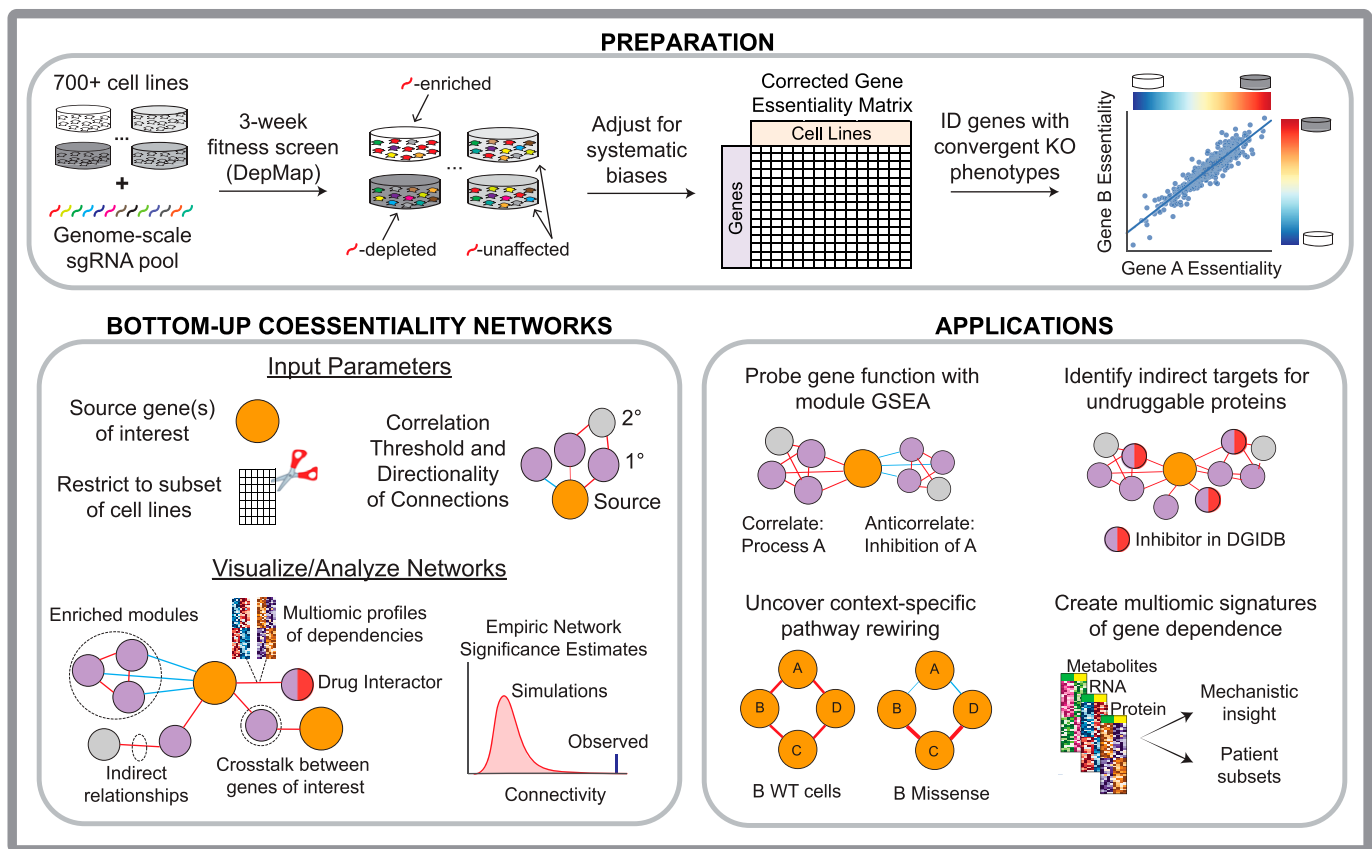 PREPARATION
700+ cell lines
...
+
Genome-scale
sgRNA pool
3-week
fitness screen
(DepMap)
-enriched
...
-depleted
-unaffected
Adjust for
systematic
biases
Corrected Gene
Essentiality Matrix
Cell Lines
Genes
ID genes with
convergent KO
phenotypes
Gene B Essentiality
Gene A Essentiality
BOTTOM-UP COESSENTIALITY NETWORKS
Input Parameters
Source gene(s)
of interest
Restrict to subset
of cell lines
Correlation
Threshold and
Directionality
of Connections
2°
1°
Source
Visualize/Analyze Networks
Enriched modules
Multiomic profiles
of dependencies
Drug Interactor
Indirect
relationships
Crosstalk between
genes of interest
Empiric Network
Significance Estimates
Simulations
Observed
Connectivity
APPLICATIONS
Probe gene function with
module GSEA
Correlate:
Process A
Anticorrelate:
Inhibition of A
Identify indirect targets for
undruggable proteins
Inhibitor in DGIDB
Uncover context-specific
pathway rewiring
A
B
D
C
B WT cells
A
B
D
C
B Missense
Create multiomic signatures
of gene dependence
Metabolites
RNA
Protein
Mechanistic
insight
Patient
subsets